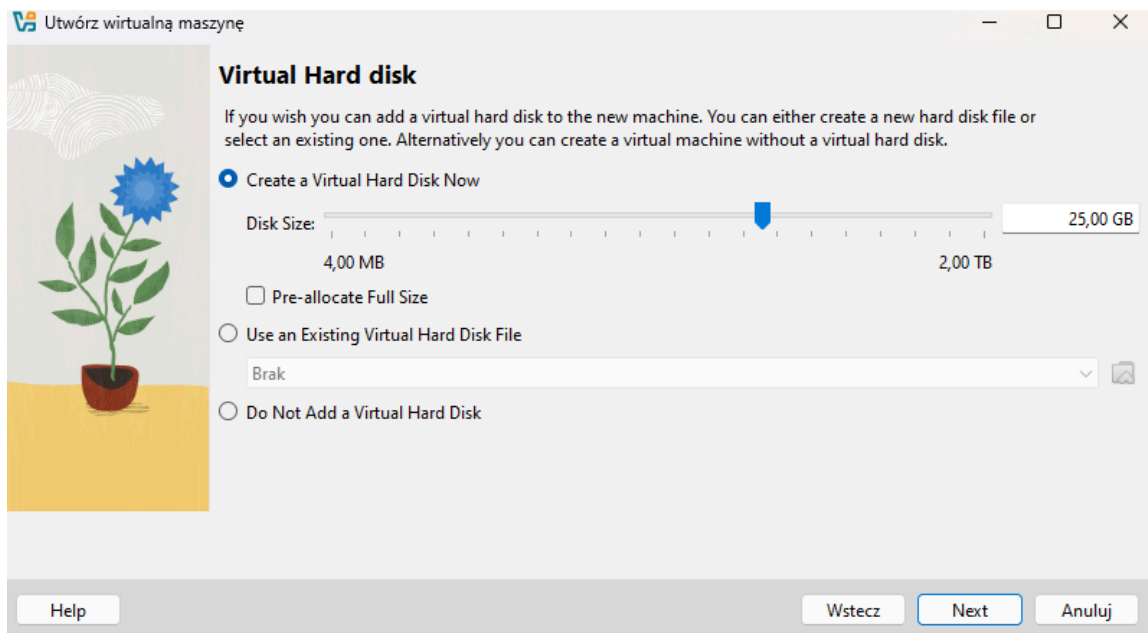 Utwórz wirtualną maszynę
Virtual Hard disk
If you wish you can add a virtual hard disk to the new machine. You can either create a new hard disk file or
select an existing one. Alternatively you can create a virtual machine without a virtual hard disk.
Create a Virtual Hard Disk Now
Disk Size:
25,00 GB
4,00 MB
2,00 TB
Pre-allocate Full Size
Use an Existing Virtual Hard Disk File
Brak
Do Not Add a Virtual Hard Disk
Help
Wstecz
Next
Anuluj